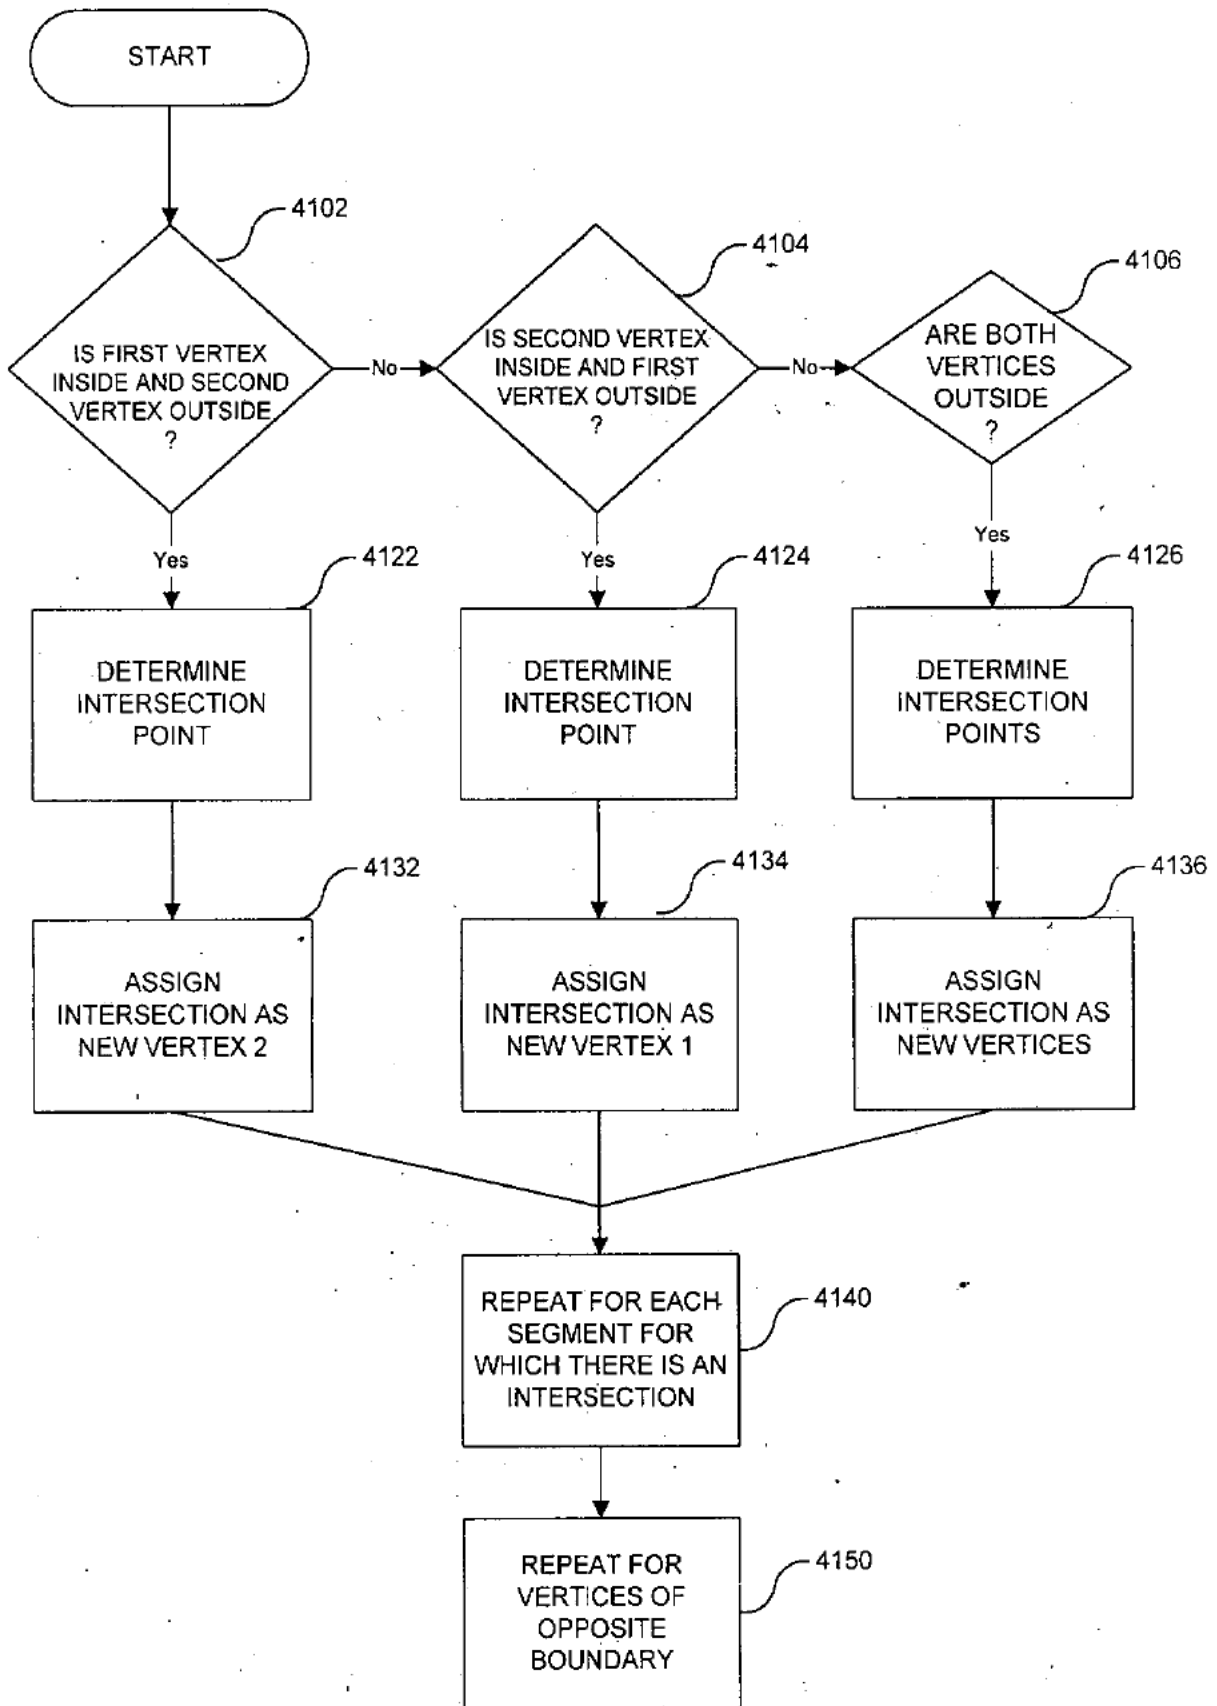 START
4102
IS FIRST VERTEX
INSIDE AND SECOND
VERTEX OUTSIDE
?
No
4104
IS SECOND VERTEX
INSIDE AND FIRST
VERTEX OUTSIDE
?
No
4106
ARE BOTH
VERTICES
OUTSIDE
?
Yes
4122
DETERMINE
INTERSECTION
POINT
Yes
4124
DETERMINE
INTERSECTION
POINT
Yes
4126
DETERMINE
INTERSECTION
POINTS
4132
ASSIGN
INTERSECTION AS
NEW VERTEX 2
4134
ASSIGN
INTERSECTION AS
NEW VERTEX 1
4136
ASSIGN
INTERSECTION AS
NEW VERTICES
4140
REPEAT FOR EACH
SEGMENT FOR
WHICH THERE IS AN
INTERSECTION
4150
REPEAT FOR
VERTICES OF
OPPOSITE
BOUNDARY